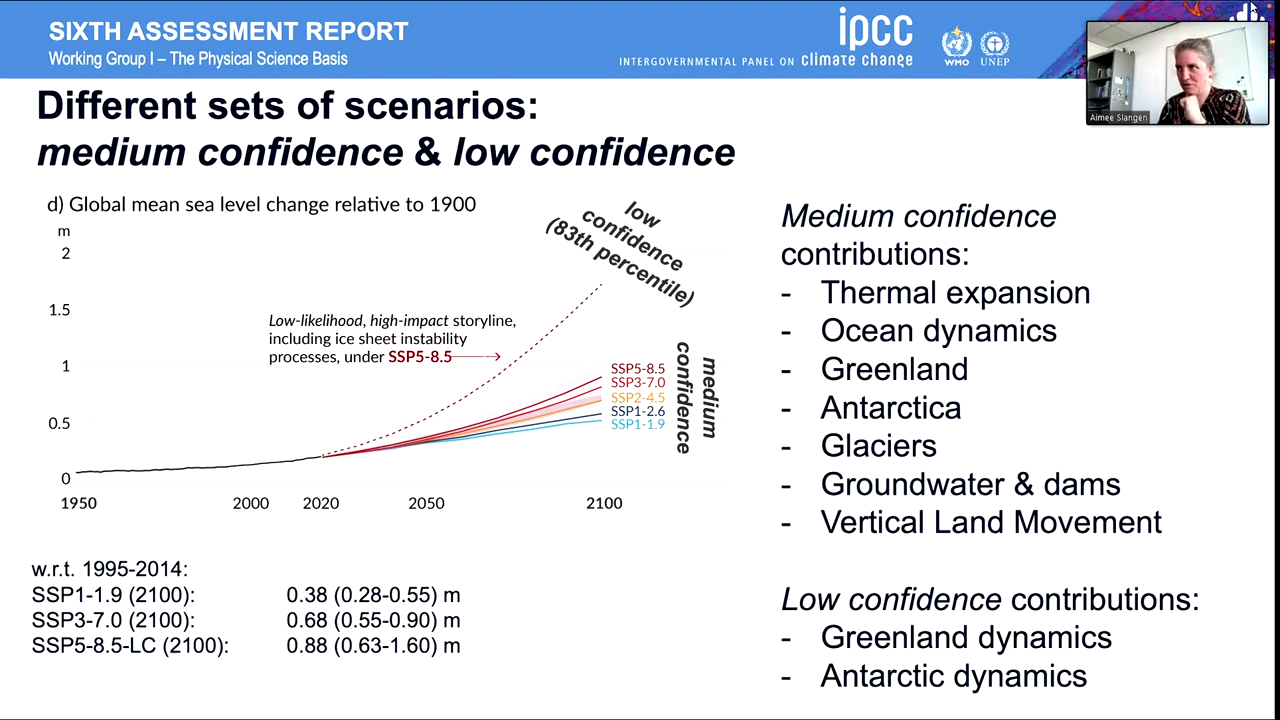 SIXTH ASSESSMENT REPORT
Working Group I – The Physical Science Basis
INTERGOVERNMENTAL PANEL ON climate change
ipcc
WMO
UNEP
Aimee Slangen
Different sets of scenarios:
medium confidence & low confidence
d) Global mean sea level change relative to 1900
m
2
1.5
1
0.5
0
1950
2000
2020
2050
2100
low
confidence
(83th percentile)
Low-likelihood, high-impact storyline,
including ice sheet instability
processes, under SSP5-8.5
SSP5-8.5
SSP3-7.0
SSP2-4.5
SSP1-2.6
SSP1-1.9
medium
confidence
w.r.t. 1995-2014:
SSP1-1.9 (2100): 0.38 (0.28-0.55) m
SSP3-7.0 (2100): 0.68 (0.55-0.90) m
SSP5-8.5-LC (2100): 0.88 (0.63-1.60) m
Medium confidence
contributions:
- Thermal expansion
- Ocean dynamics
- Greenland
- Antarctica
- Glaciers
- Groundwater & dams
- Vertical Land Movement
Low confidence contributions:
- Greenland dynamics
- Antarctic dynamics